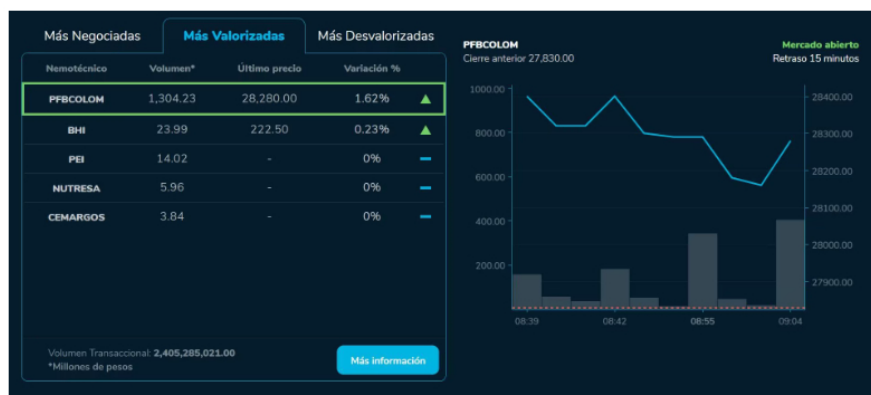 Más Negociadas Más Valorizadas Más Desvalorizadas
Nemotécnico Volumen* Último precio Variación %
PFBCOLOM 1,304.23 28,280.00 1.62%
BHI 23.99 222.50 0.23%
PEI 14.02 - 0%
NUTRESA 5.96 - 0%
CEMARGOS 3.84 - 0%
Volumen Transaccional: 2,405,285,021.00
*Millones de pesos
Más información
PFBCOLOM Mercado abierto
Cierre anterior 27,830.00 Retraso 15 minutos
1000.00 28400.00
800.00 28300.00
600.00 28200.00
400.00 28100.00
28000.00
200.00 27900.00
08:39 08:42 08:55 09:04